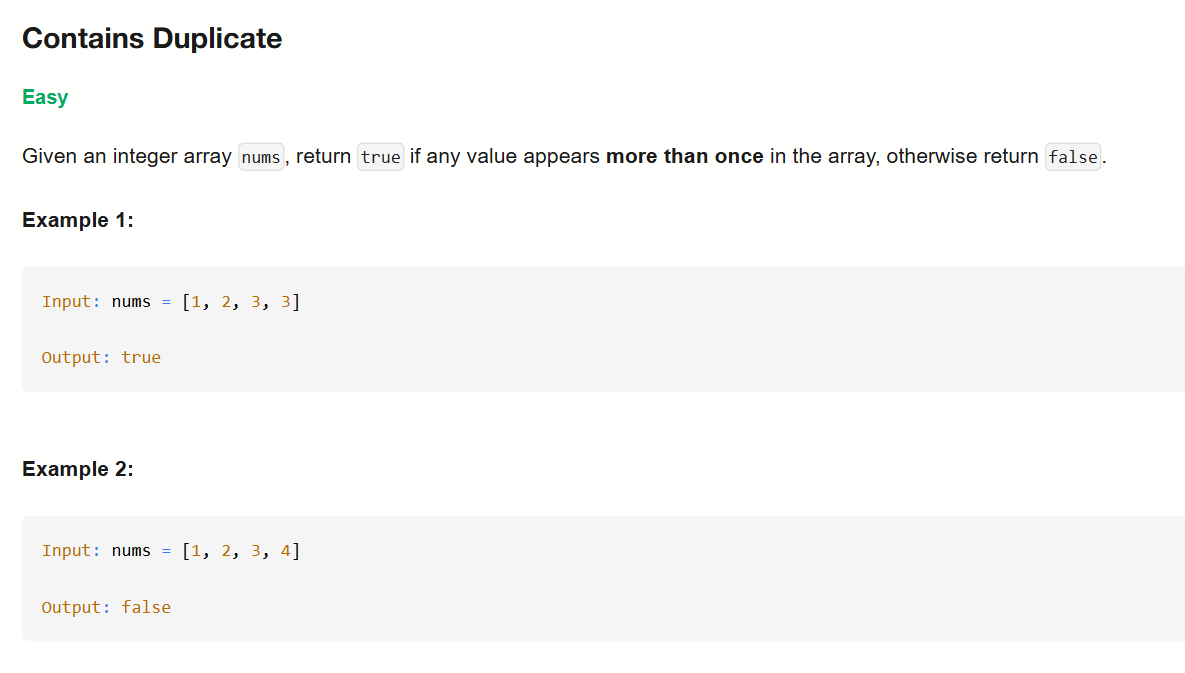 Contains Duplicate
Easy
Given an integer array nums, return true if any value appears more than once in the array, otherwise return false.
Example 1:
Input: nums = [1, 2, 3, 3]
Output: true
Example 2:
Input: nums = [1, 2, 3, 4]
Output: false